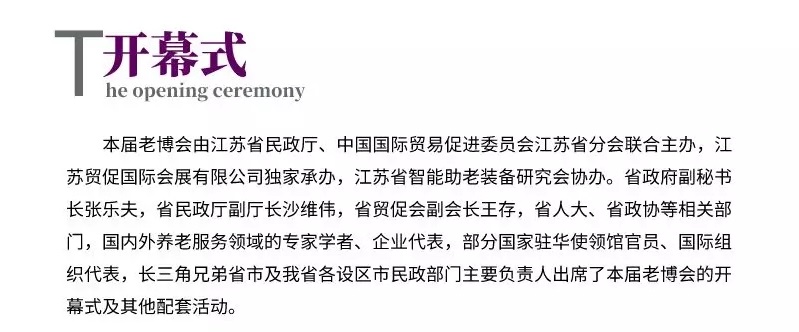 开幕式
The opening ceremony
本届老博会由江苏省民政厅、中国国际贸易促进委员会江苏省分会联合主办，江
苏贸促国际会展有限公司独家承办，江苏省智能助老装备研究会协办。省政府副秘书
长张乐夫，省民政厅副厅长沙维伟，省贸促会副会长王存，省人大、省政协等相关部
门，国内外养老服务领域的专家学者、企业代表，部分国家驻华使领馆官员、国际组
织代表，长三角兄弟省市及我省各设区市民政部门主要负责人出席了本届老博会的开
幕式及其他配套活动。